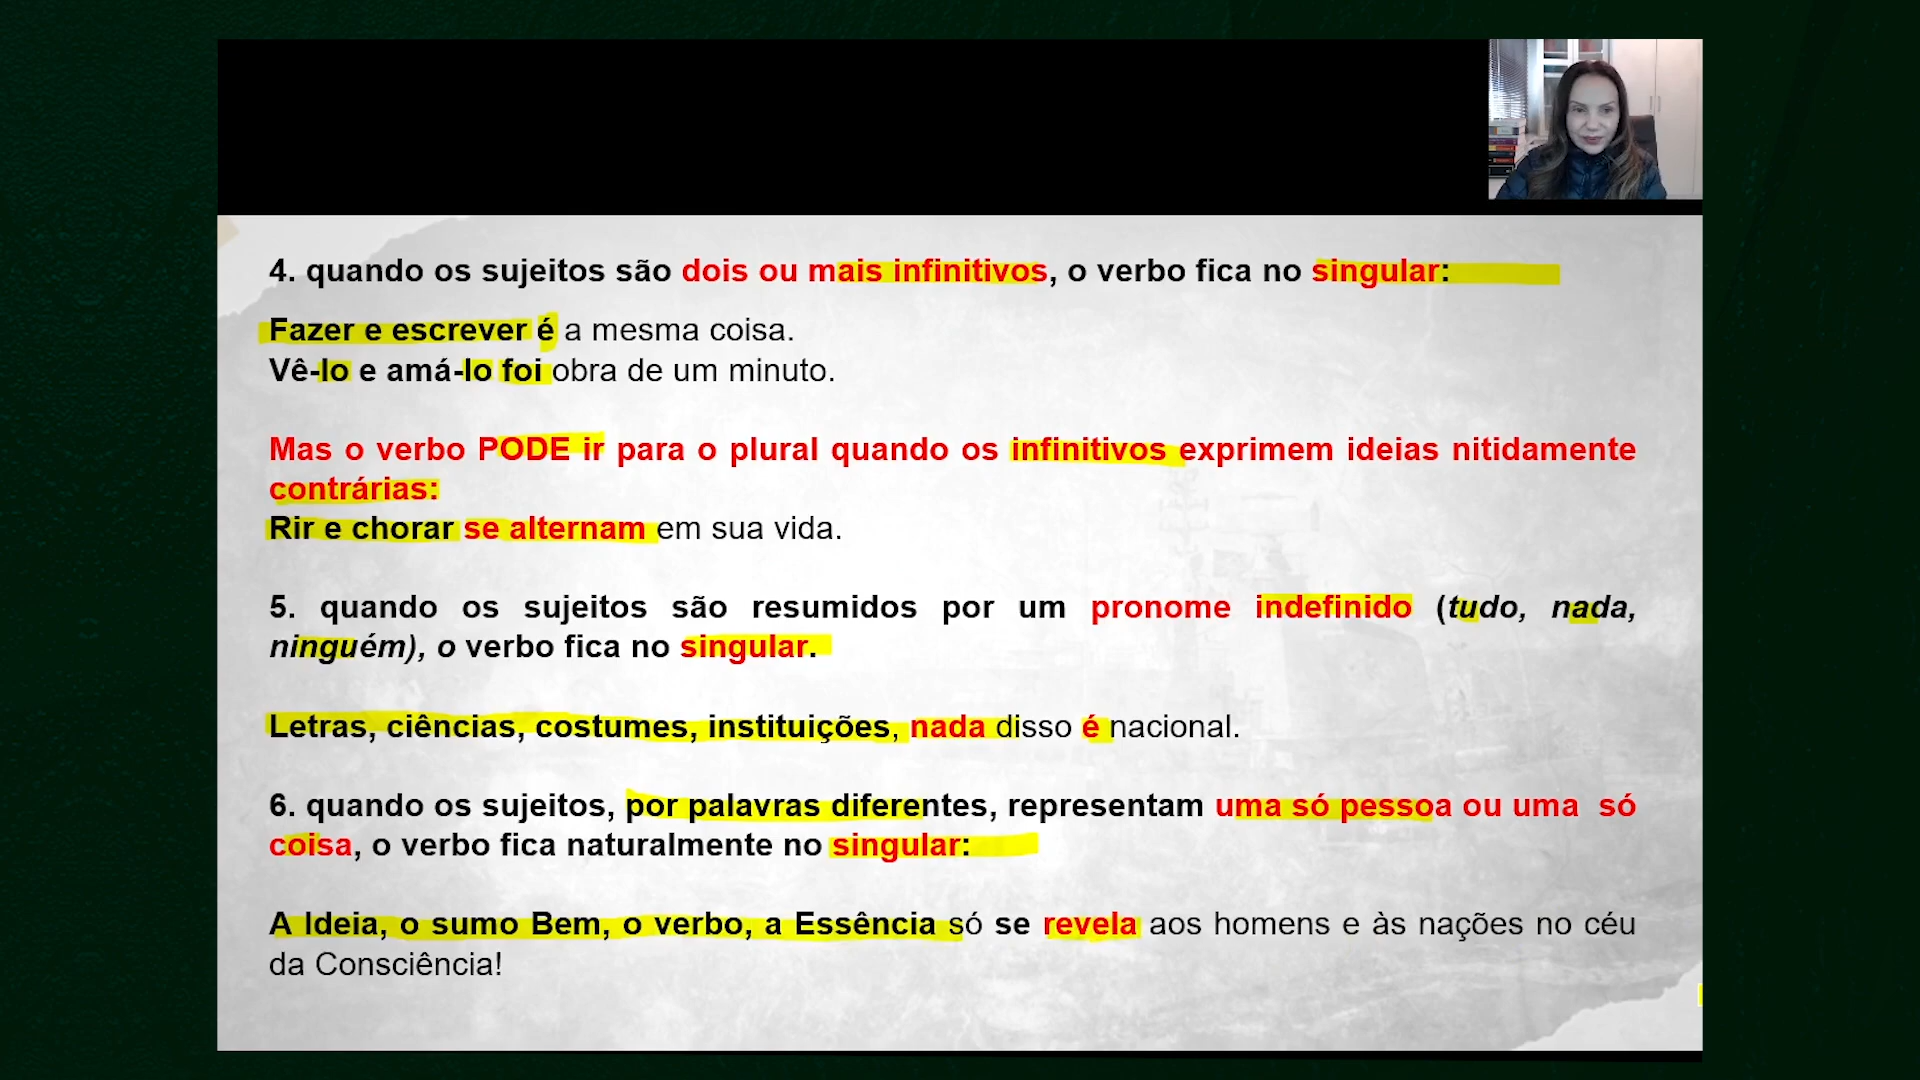 4. quando os sujeitos são dois ou mais infinitivos, o verbo fica no singular:
Fazer e escrever é a mesma coisa.
Vê-lo e amá-lo foi obra de um minuto.
Mas o verbo PODE ir para o plural quando os infinitivos exprimem ideias nitidamente
contrárias:
Rir e chorar se alternam em sua vida.
5. quando os sujeitos são resumidos por um pronome indefinido (tudo, nada,
ninguém), o verbo fica no singular.
Letras, ciências, costumes, instituições, nada disso é nacional.
6. quando os sujeitos, por palavras diferentes, representam uma só pessoa ou uma só
coisa, o verbo fica naturalmente no singular:
A Ideia, o sumo Bem, o verbo, a Essência só se revela aos homens e às nações no céu
da Consciência!